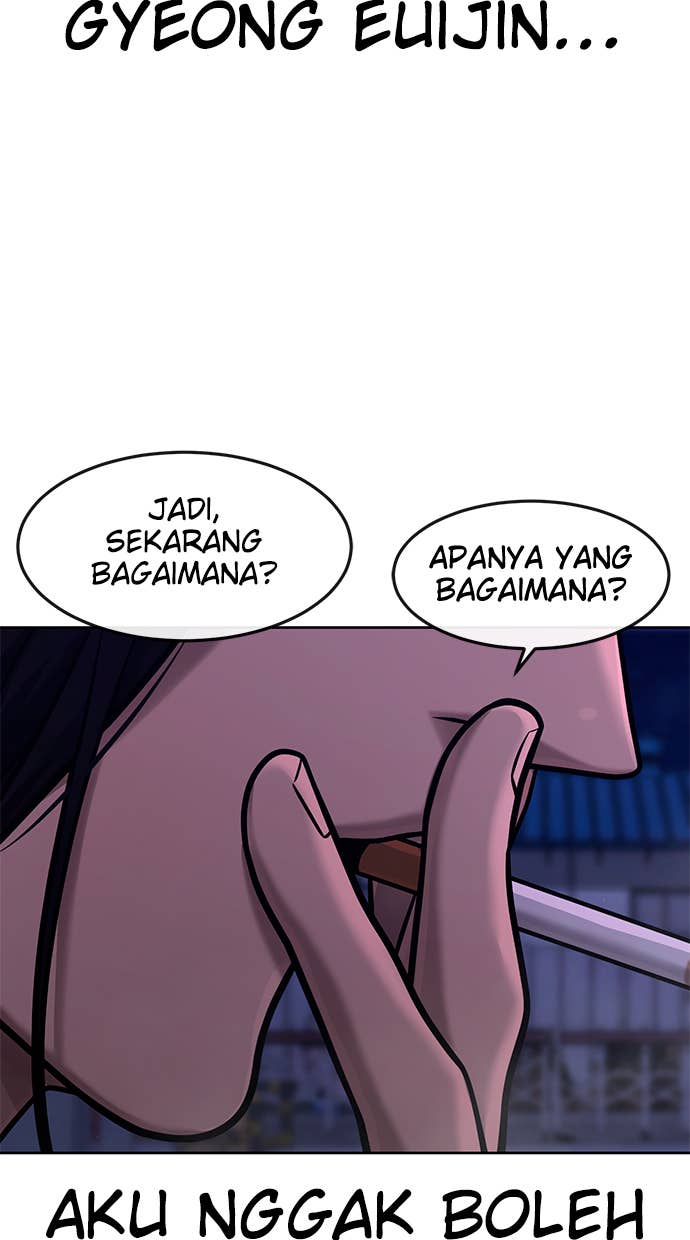 GYEONG EUIJIN...
JADI,
SEKARANG
BAGAIMANA?
APANYA YANG
BAGAIMANA?
AKU NGGAK BOLEH